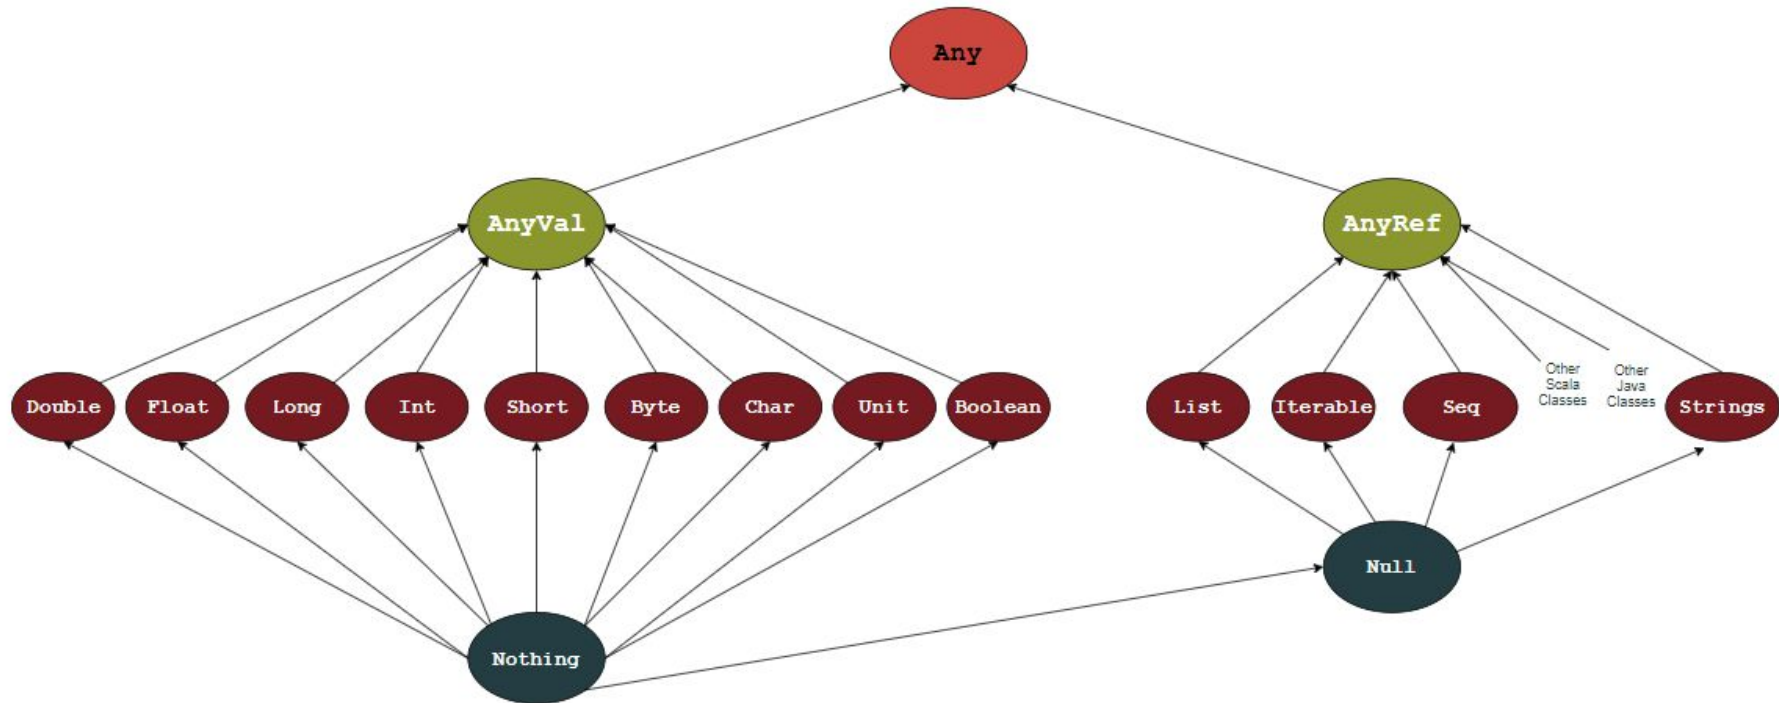 Any
AnyVal
AnyRef
Double
Float
Long
Int
Short
Byte
Char
Unit
Boolean
List
Iterable
Seq
Other
Scala
Classes
Other
Java
Classes
Strings
Null
Nothing